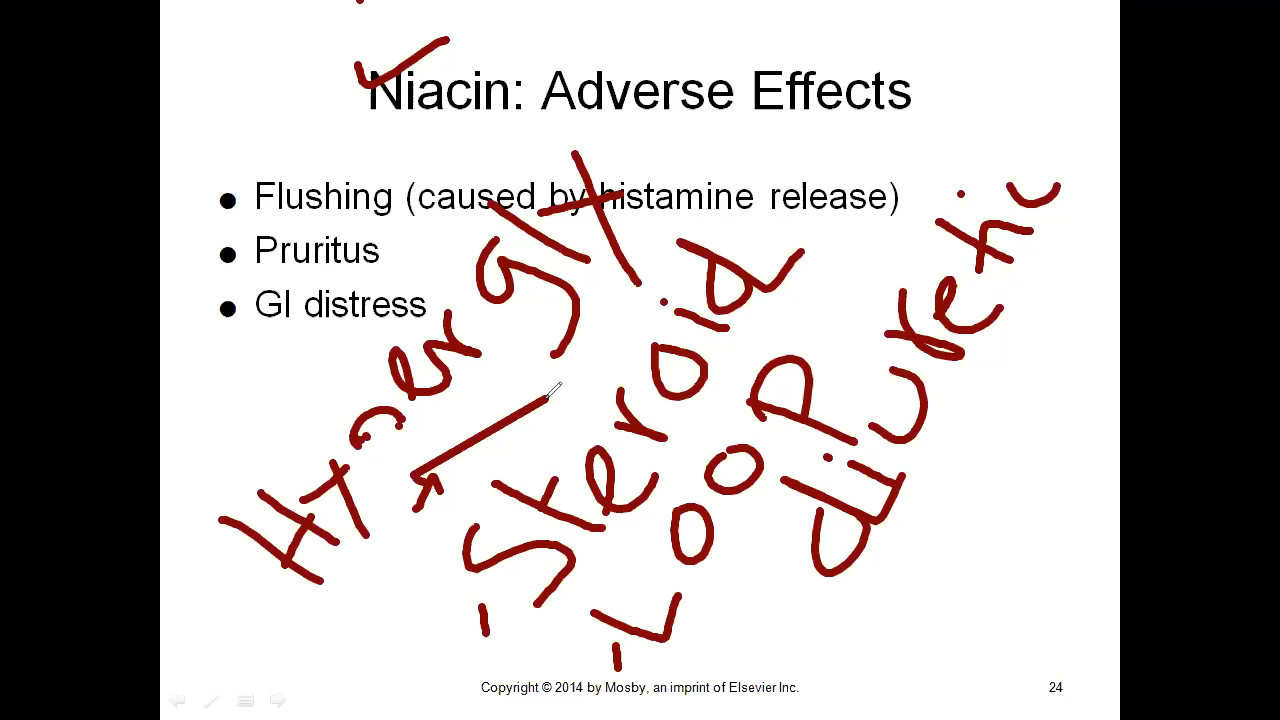 Niacin: Adverse Effects
• Flushing (caused by histamine release)
• Pruritus
• GI distress
Hyperglx
- Steroid
- Loop diuretic
Copyright © 2014 by Mosby, an imprint of Elsevier Inc.
24